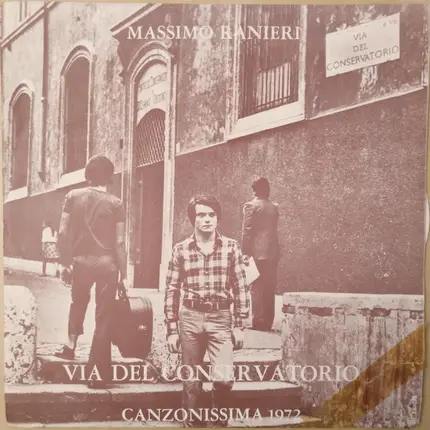 MASSIMO RANIERI
VIA
DEL
CONSERVATORIO
VIA DEL CONSERVATORIO
CANZONISSIMA 1972